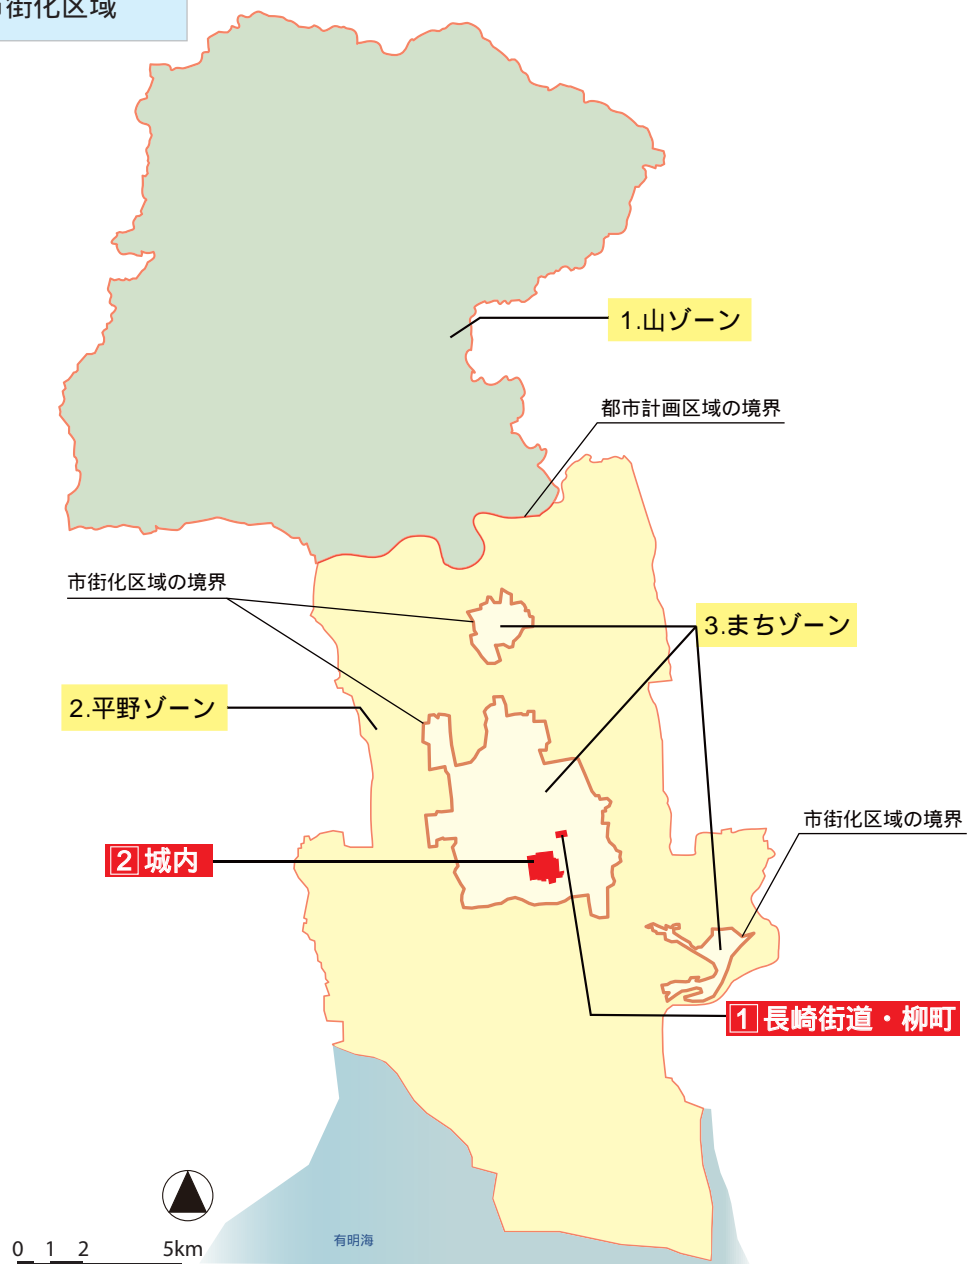 市街化区域
1.山ゾーン
都市計画区域の境界
市街化区域の境界
3.まちゾーン
2.平野ゾーン
市街化区域の境界
2 城内
1 長崎街道・柳町
有明海
0 1 2 5km